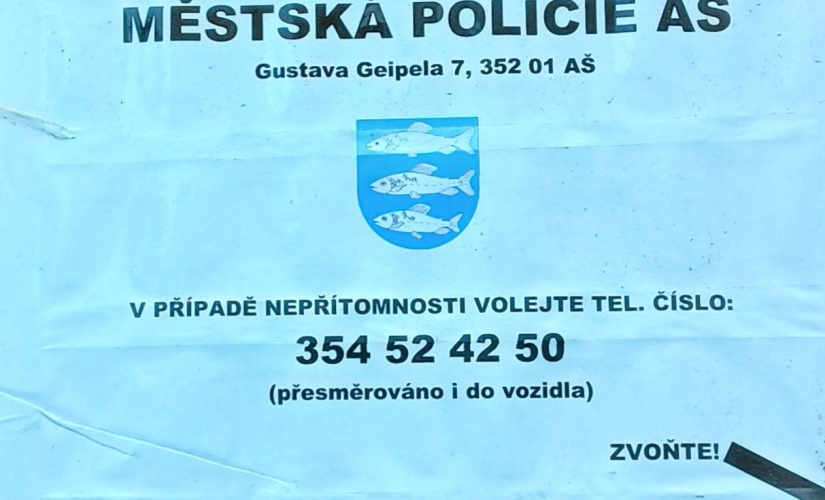 MĚSTSKÁ POLICIE AŠ
Gustava Geipela 7, 352 01 AŠ
V PŘÍPADĚ NEPŘÍTOMNOSTI VOLEJTE TEL. ČÍSLO:
354 52 42 50
(přesměrováno i do vozidla)
ZVOŇTE!